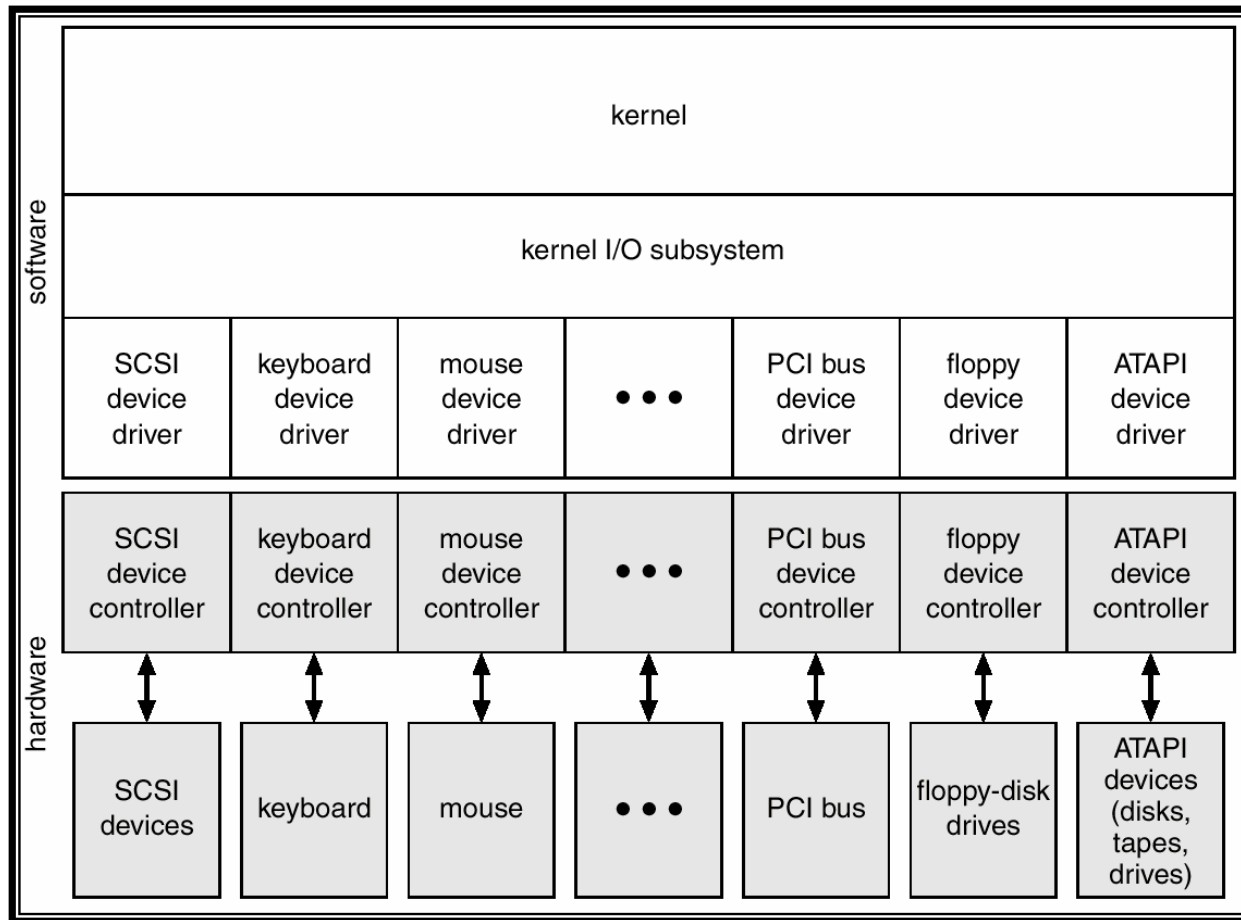 kernel
software
kernel I/O subsystem
SCSI
device
driver
keyboard
device
driver
mouse
device
driver
•••
PCI bus
device
driver
floppy
device
driver
ATAPI
device
driver
hardware
SCSI
device
controller
keyboard
device
controller
mouse
device
controller
•••
PCI bus
device
controller
floppy
device
controller
ATAPI
device
controller
SCSI
devices
keyboard
mouse
•••
PCI bus
floppy-disk
drives
ATAPI
devices
(disks,
tapes,
drives)